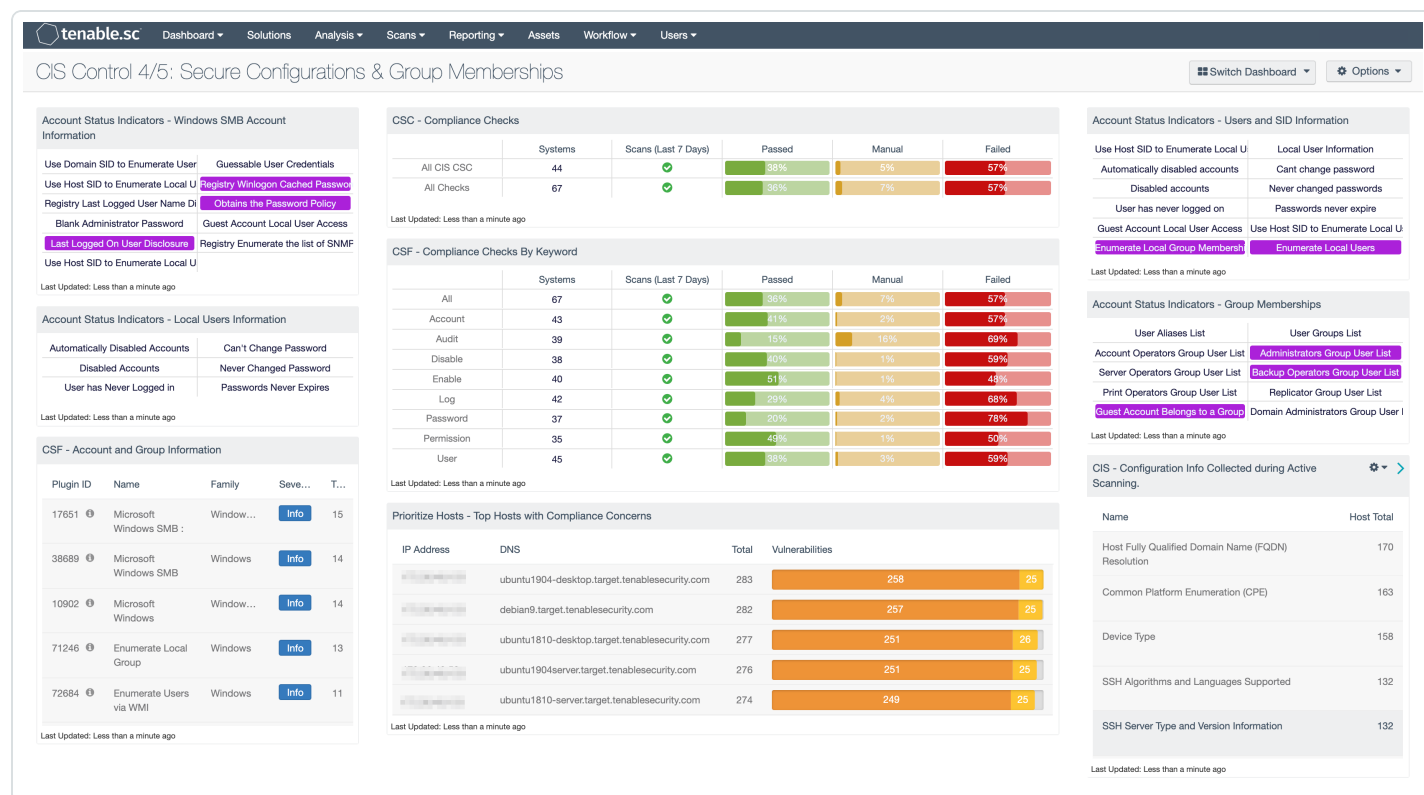 tenable.sc Dashboard Solutions Analysis Scans Reporting Assets Workflow Users
CIS Control 4/5: Secure Configurations & Group Memberships
Switch Dashboard Options
Account Status Indicators - Windows SMB Account
Information
Use Domain SID to Enumerate User Guessable User Credentials
Use Host SID to Enumerate Local U Registry Winlogon Cached Passwor
Registry Last Logged User Name Di Obtains the Password Policy
Blank Administrator Password Guest Account Local User Access
Last Logged On User Disclosure Registry Enumerate the list of SNMF
Use Host SID to Enumerate Local U
Last Updated: Less than a minute ago
Account Status Indicators - Local Users Information
Automatically Disabled Accounts Can't Change Password
Disabled Accounts Never Changed Password
User has Never Logged in Passwords Never Expires
Last Updated: Less than a minute ago
CSF - Account and Group Information
Plugin ID Name Family Seve... T...
17651 Microsoft Window... Info 15
Windows SMB :
38689 Microsoft Windows Info 14
Windows SMB
10902 Microsoft Window... Info 14
Windows
71246 Enumerate Local Windows Info 13
Group
72684 Enumerate Users Windows Info 11
via WMI
Last Updated: Less than a minute ago
CSC - Compliance Checks
Systems Scans (Last 7 Days) Passed Manual Failed
All CIS CSC 44 38% 5% 57%
All Checks 67 36% 7% 57%
Last Updated: Less than a minute ago
CSF - Compliance Checks By Keyword
Systems Scans (Last 7 Days) Passed Manual Failed
All 67 36% 7% 57%
Account 43 41% 2% 57%
Audit 39 15% 16% 69%
Disable 38 40% 1% 59%
Enable 40 51% 1% 48%
Log 42 29% 4% 68%
Password 37 20% 2% 78%
Permission 35 49% 1% 50%
User 45 38% 3% 59%
Last Updated: Less than a minute ago
Prioritize Hosts - Top Hosts with Compliance Concerns
IP Address DNS Total Vulnerabilities
ubuntu1904-desktop.target.tenablesecurity.com 283 258 25
debian9.target.tenablesecurity.com 282 257 25
ubuntu1810-desktop.target.tenablesecurity.com 277 251 26
ubuntu1904server.target.tenablesecurity.com 276 251 25
ubuntu1810-server.target.tenablesecurity.com 274 249 25
Last Updated: Less than a minute ago
Account Status Indicators - Users and SID Information
Use Host SID to Enumerate Local U Local User Information
Automatically disabled accounts Cant change password
Disabled accounts Never changed passwords
User has never logged on Passwords never expire
Guest Account Local User Access Use Host SID to Enumerate Local U
Enumerate Local Group Membershi Enumerate Local Users
Last Updated: Less than a minute ago
Account Status Indicators - Group Memberships
User Aliases List User Groups List
Account Operators Group User List Administrators Group User List
Server Operators Group User List Backup Operators Group User List
Print Operators Group User List Replicator Group User List
Guest Account Belongs to a Group Domain Administrators Group User l
Last Updated: Less than a minute ago
CIS - Configuration Info Collected during Active
Scanning.
Name Host Total
Host Fully Qualified Domain Name (FQDN) 170
Resolution
Common Platform Enumeration (CPE) 163
Device Type 158
SSH Algorithms and Languages Supported 132
SSH Server Type and Version Information 132
Last Updated: Less than a minute ago